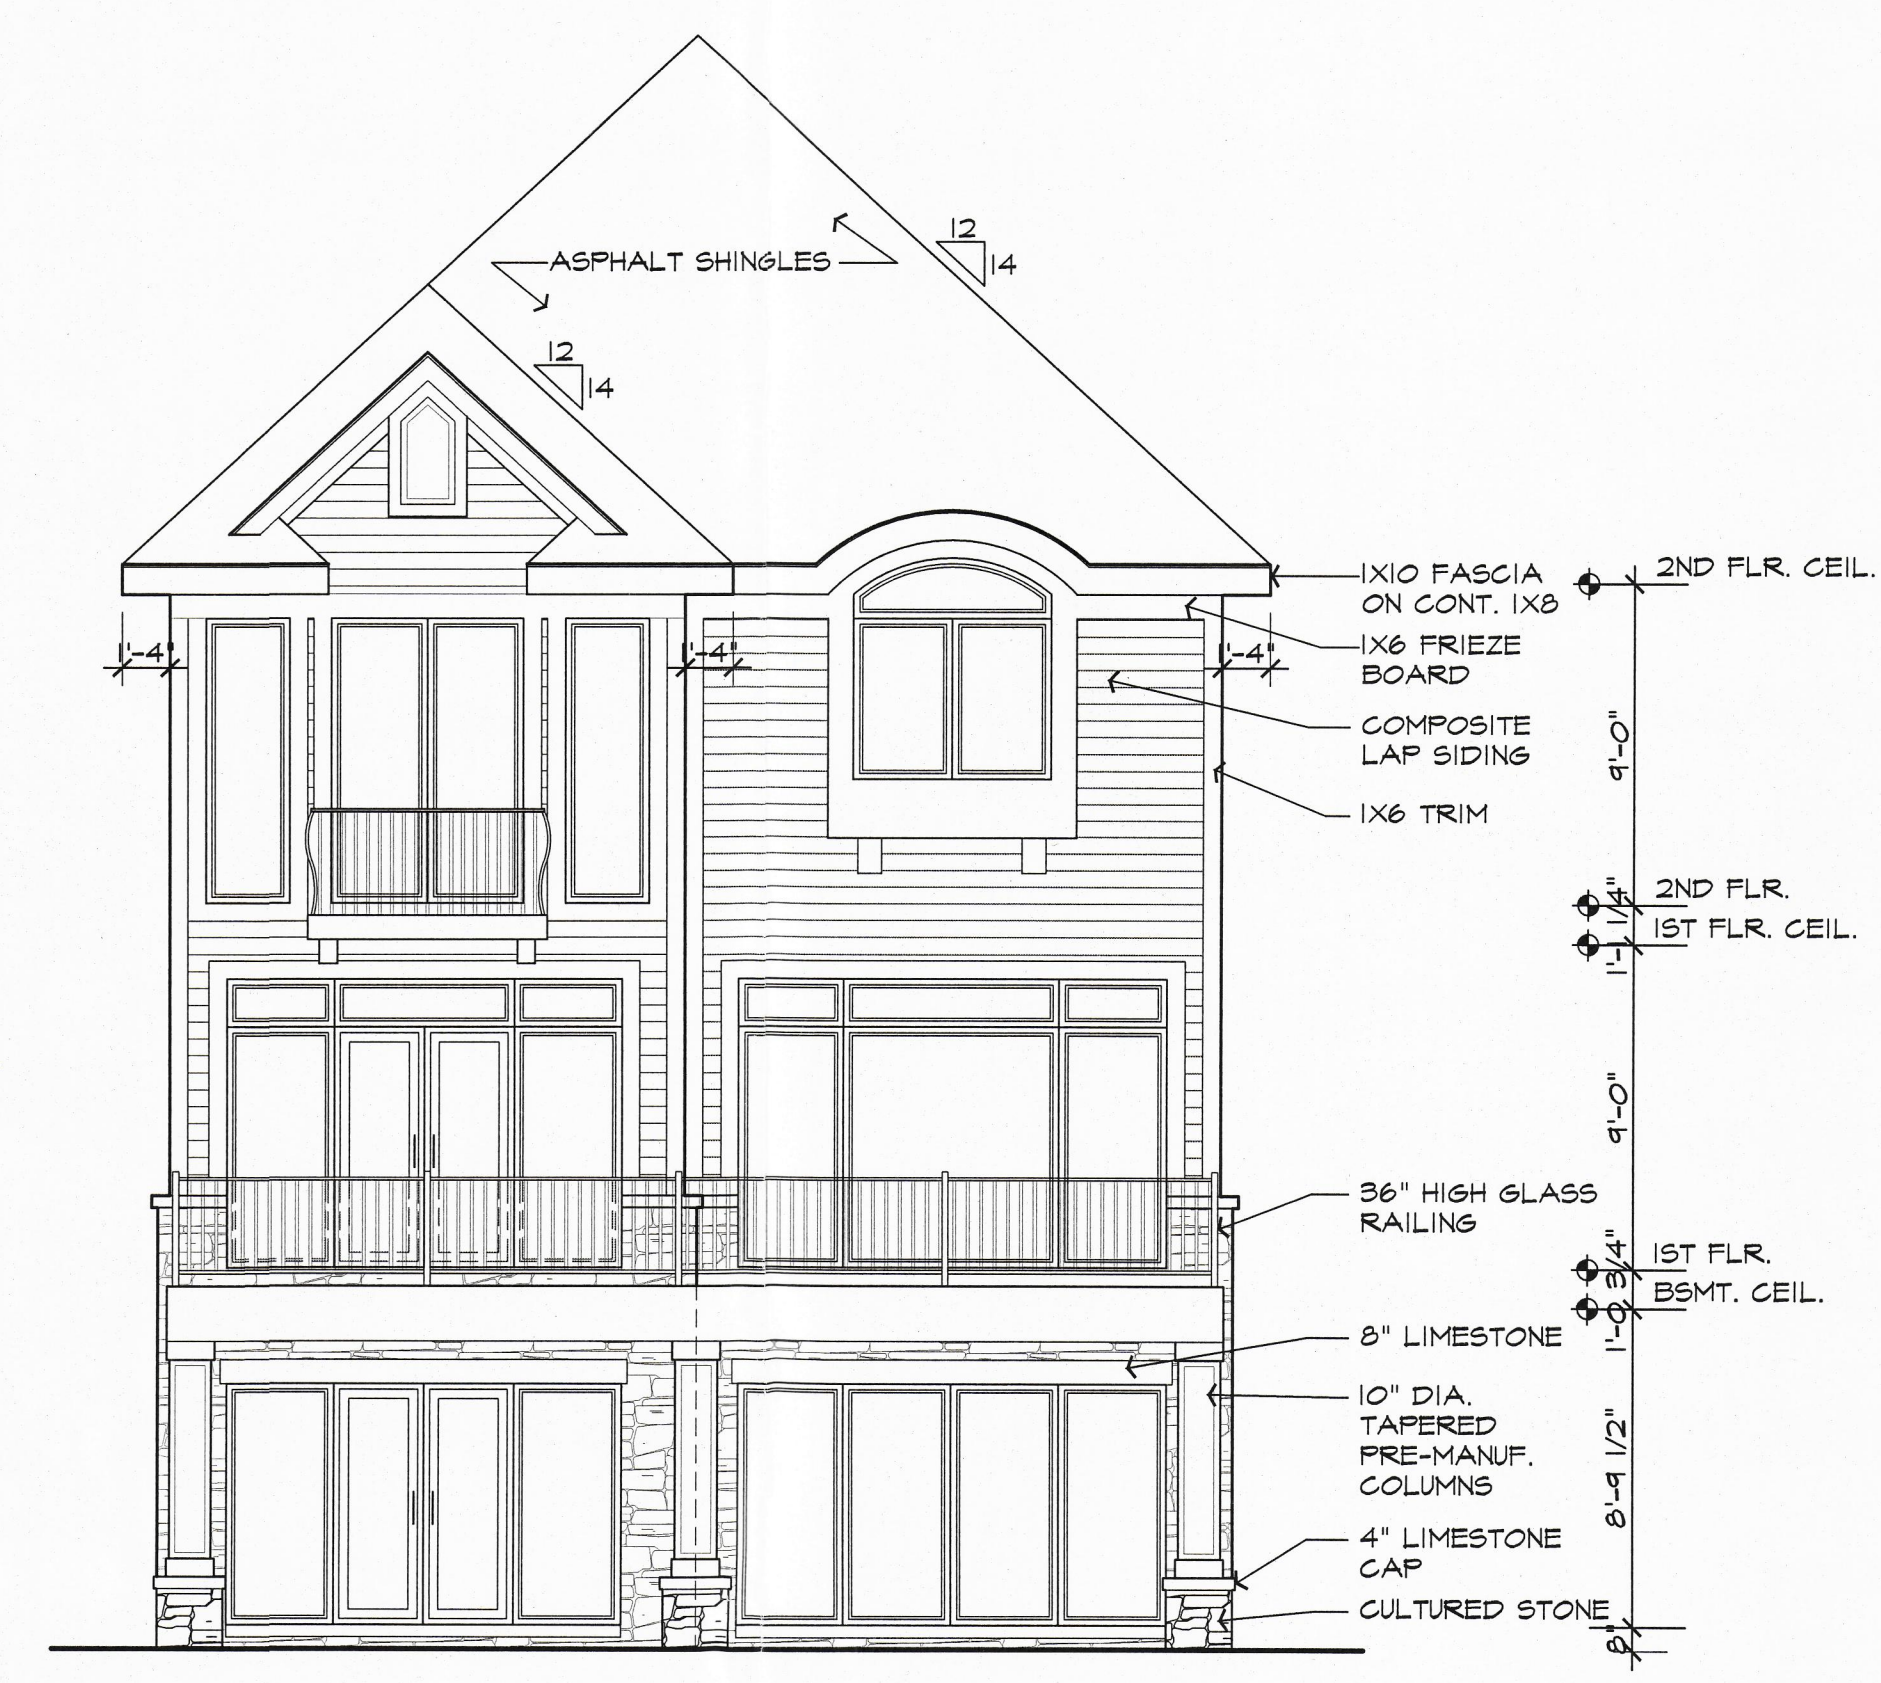 12
14
ASPHALT SHINGLES
12
14
1X10 FASCIA
ON CONT. 1X8
2ND FLR. CEIL.
1X6 FRIEZE
BOARD
1'-4"
1'-4"
1'-4"
COMPOSITE
LAP SIDING
9'-0"
1X6 TRIM
2ND FLR.
1'-1 1/4"
1ST FLR. CEIL.
9'-0"
36" HIGH GLASS
RAILING
1ST FLR.
1'-0 3/4"
BSMT. CEIL.
8" LIMESTONE
10" DIA.
TAPERED
PRE-MANUF.
COLUMNS
8'-9 1/2"
4" LIMESTONE
CAP
CULTURED STONE
8"